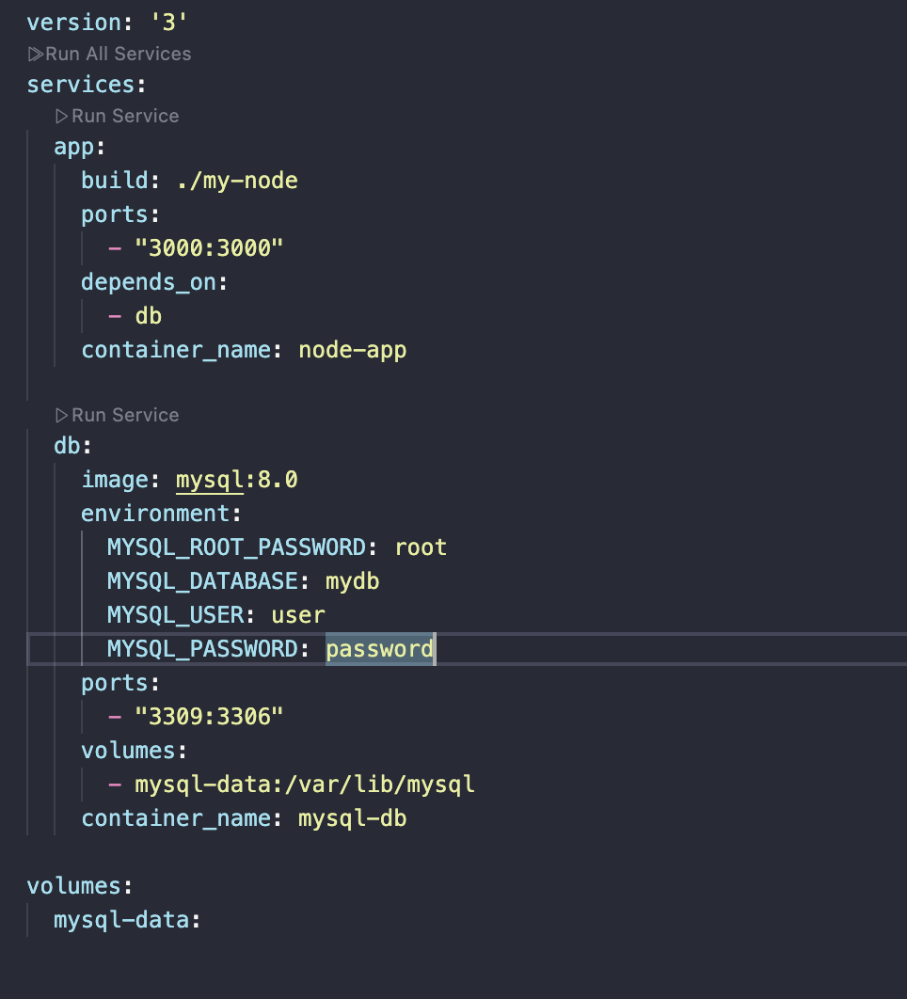 version: '3'
Run All Services
services:
Run Service
app:
build: ./my-node
ports:
- "3000:3000"
depends_on:
- db
container_name: node-app
Run Service
db:
image: mysql:8.0
environment:
MYSQL_ROOT_PASSWORD: root
MYSQL_DATABASE: mydb
MYSQL_USER: user
MYSQL_PASSWORD: password
ports:
- "3309:3306"
volumes:
- mysql-data:/var/lib/mysql
container_name: mysql-db
volumes:
mysql-data: